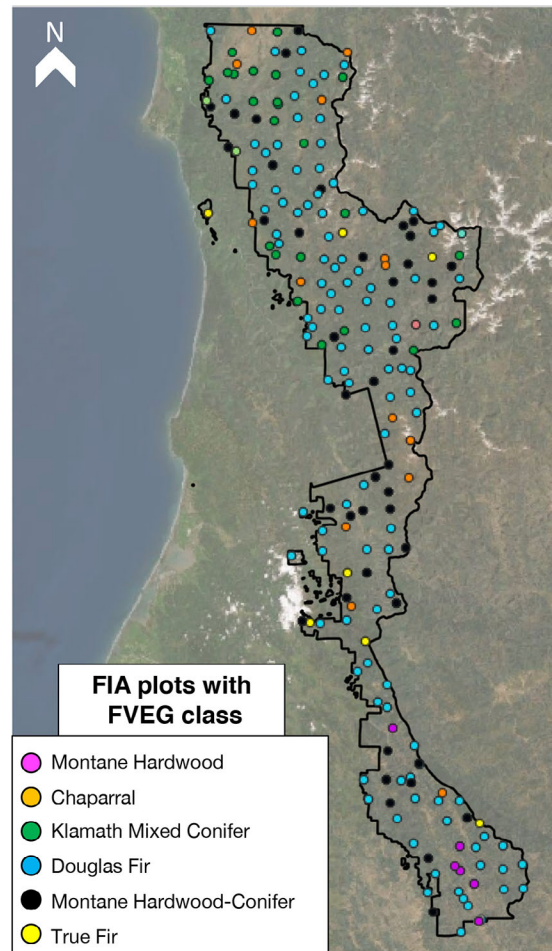 N
FIA plots with
FVEG class
Montane Hardwood
Chaparral
Klamath Mixed Conifer
Douglas Fir
Montane Hardwood-Conifer
True Fir